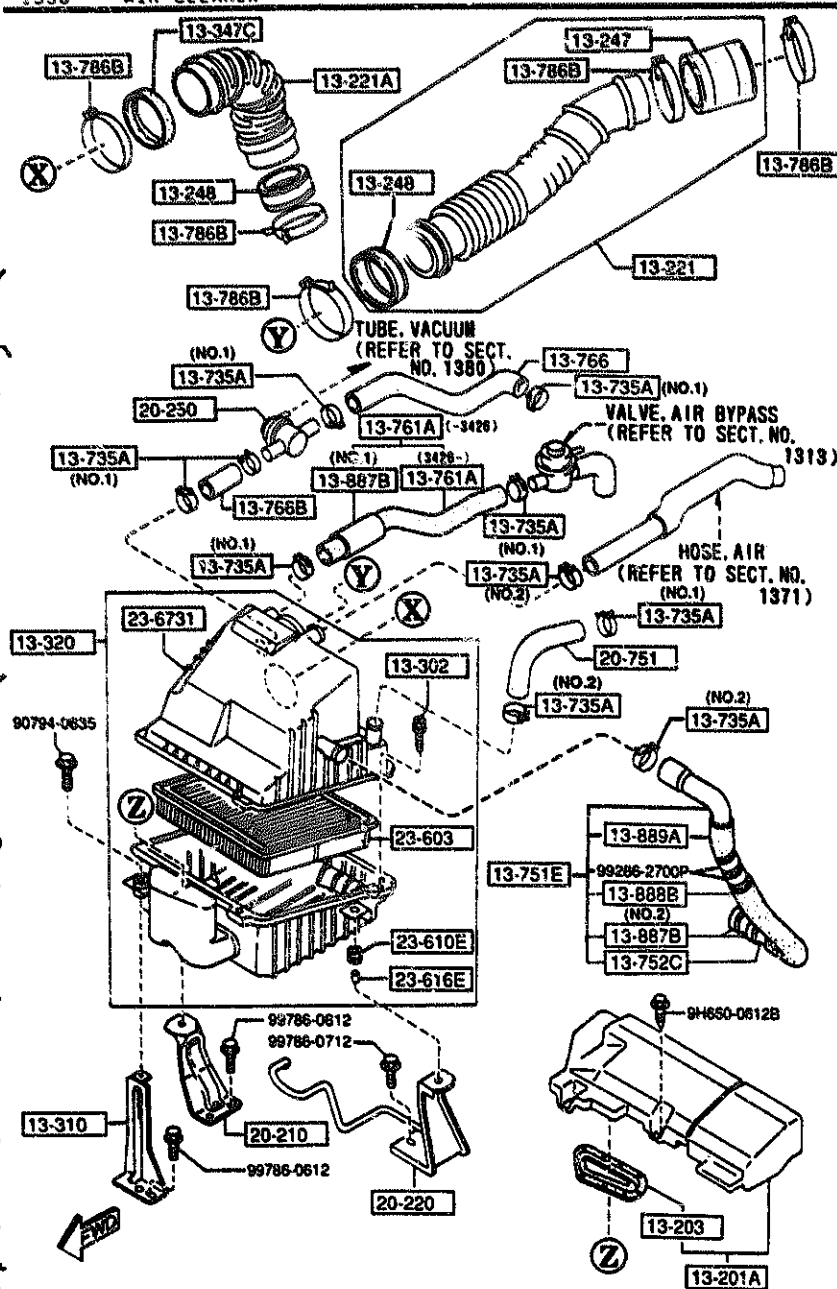 AIR CLEANER
13-347C
13-247
13-786B
13-786B
13-221A
13-786B
X
13-248
13-248
13-786B
13-221
13-786B
Y
TUBE, VACUUM
(REFER TO SECT.
NO. 1380)
(NO.1)
13-766
13-735A
13-735A (NO.1)
20-250
13-761A (-3426)
VALVE, AIR BYPASS
(REFER TO SECT. NO.
1313)
13-735A
(NO.1)
(NO.1)
(3426-)
13-887B
13-761A
13-766B
13-735A
(NO.1)
(NO.1)
13-735A
Y
13-735A
(NO.2)
HOSE, AIR
(REFER TO SECT. NO.
1371)
X
(NO.1)
13-735A
23-6731
13-320
13-302
20-751
(NO.2)
13-735A
(NO.2)
13-735A
90794-0635
Z
23-603
13-889A
13-751E
99286-2700P
13-888B
(NO.2)
13-887B
13-752C
23-610E
23-616E
99786-0612
99786-0712
9H660-0612B
13-310
20-210
99786-0612
20-220
13-203
FWD
Z
13-201A